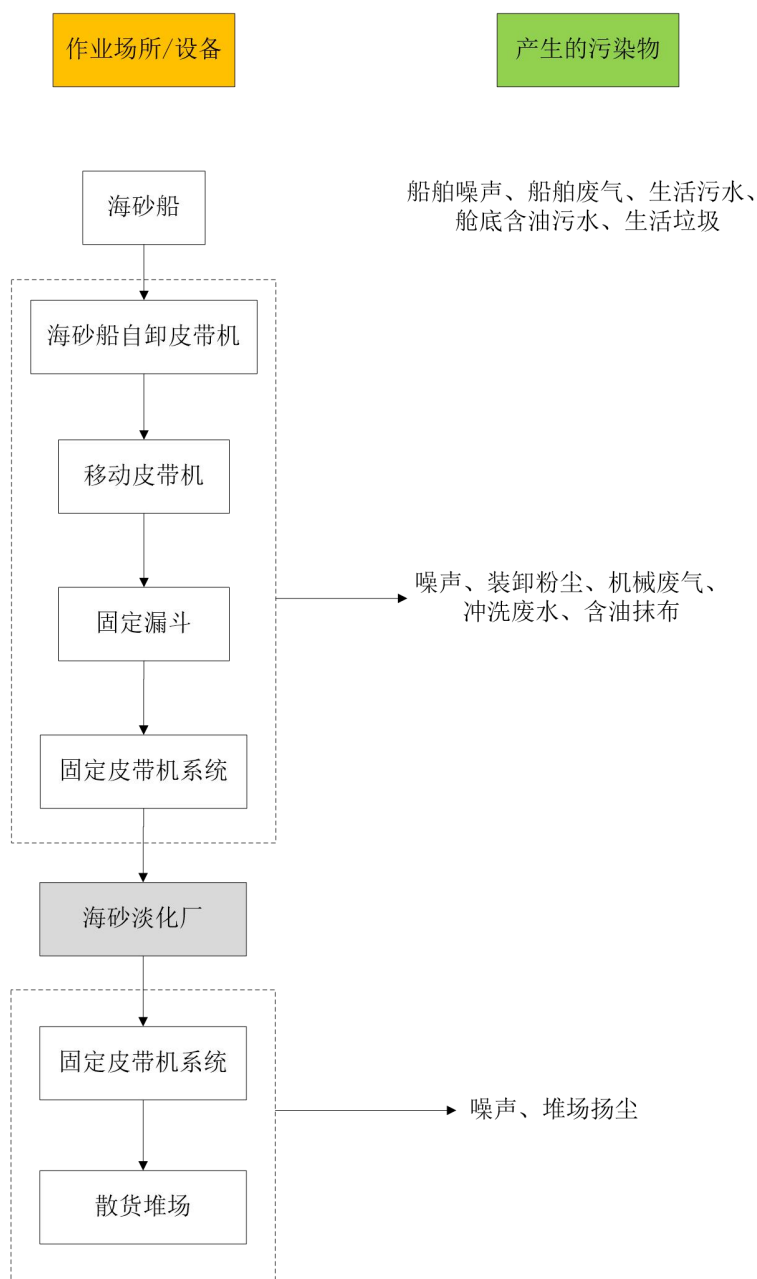 作业场所/设备
产生的污染物
海砂船
船舶噪声、船舶废气、生活污水、
舱底含油污水、生活垃圾
海砂船自卸皮带机
移动皮带机
固定漏斗
噪声、装卸粉尘、机械废气、
冲洗废水、含油抹布
固定皮带机系统
海砂淡化厂
固定皮带机系统
噪声、堆场扬尘
散货堆场